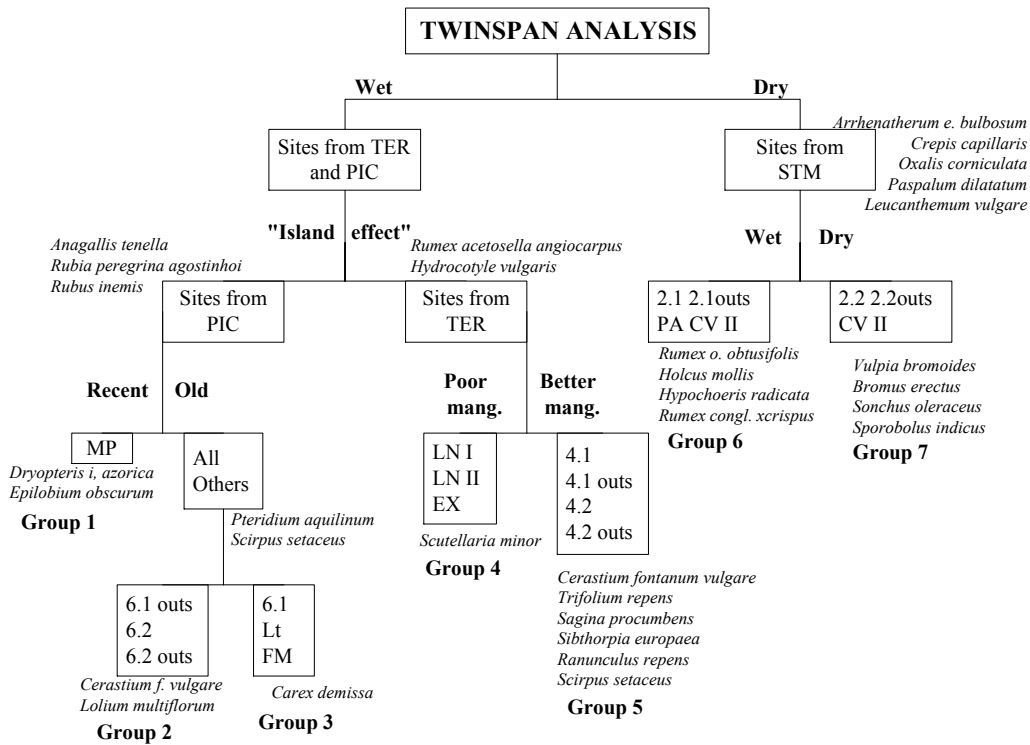 TWINSPAN ANALYSIS
Wet
Dry
Sites from TER
and PIC
Sites from
STM
Arrhenatherum e. bulbosum
Crepis capillaris
Oxalis corniculata
Paspalum dilatatum
Leucanthemum vulgare
"Island effect"
Anagallis tenella
Rubia peregrina agostinhoi
Rubus inemis
Rumex acetosella angiocarpus
Hydrocotyle vulgaris
Wet
Dry
Sites from
PIC
Sites from
TER
2.1 2.1outs
PA CV II
2.2 2.2outs
CV II
Rumex o. obtusifolis
Holcus mollis
Hypochoeris radicata
Rumex congl. xcrispus
Group 6
Vulpia bromoides
Bromus erectus
Sonchus oleraceus
Sporobolus indicus
Group 7
Recent
Old
Poor
mang.
Better
mang.
MP
Dryopteris i, azorica
Epilobium obscurum
Group 1
All
Others
Pteridium aquilinum
Scirpus setaceus
LN I
LN II
EX
Scutellaria minor
Group 4
4.1
4.1 outs
4.2
4.2 outs
Cerastium fontanum vulgare
Trifolium repens
Sagina procumbens
Sibthorpia europaea
Ranunculus repens
Scirpus setaceus
Group 5
6.1 outs
6.2
6.2 outs
Cerastium f. vulgare
Lolium multiflorum
Group 2
6.1
Lt
FM
Carex demissa
Group 3